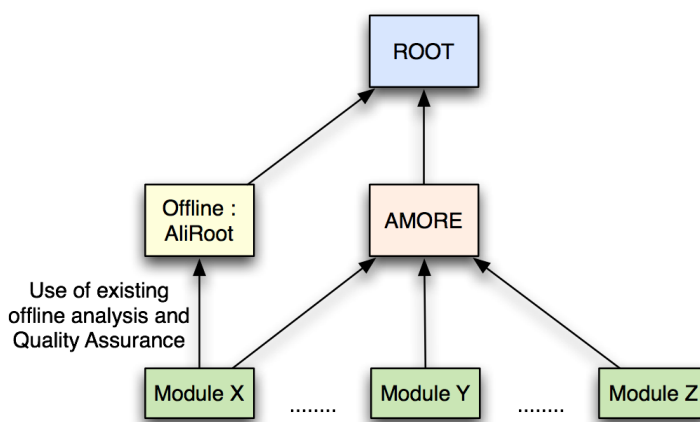 ROOT
Offline :
AliRoot
AMORE
Use of existing
offline analysis and
Quality Assurance
Module X
........
Module Y
........
Module Z